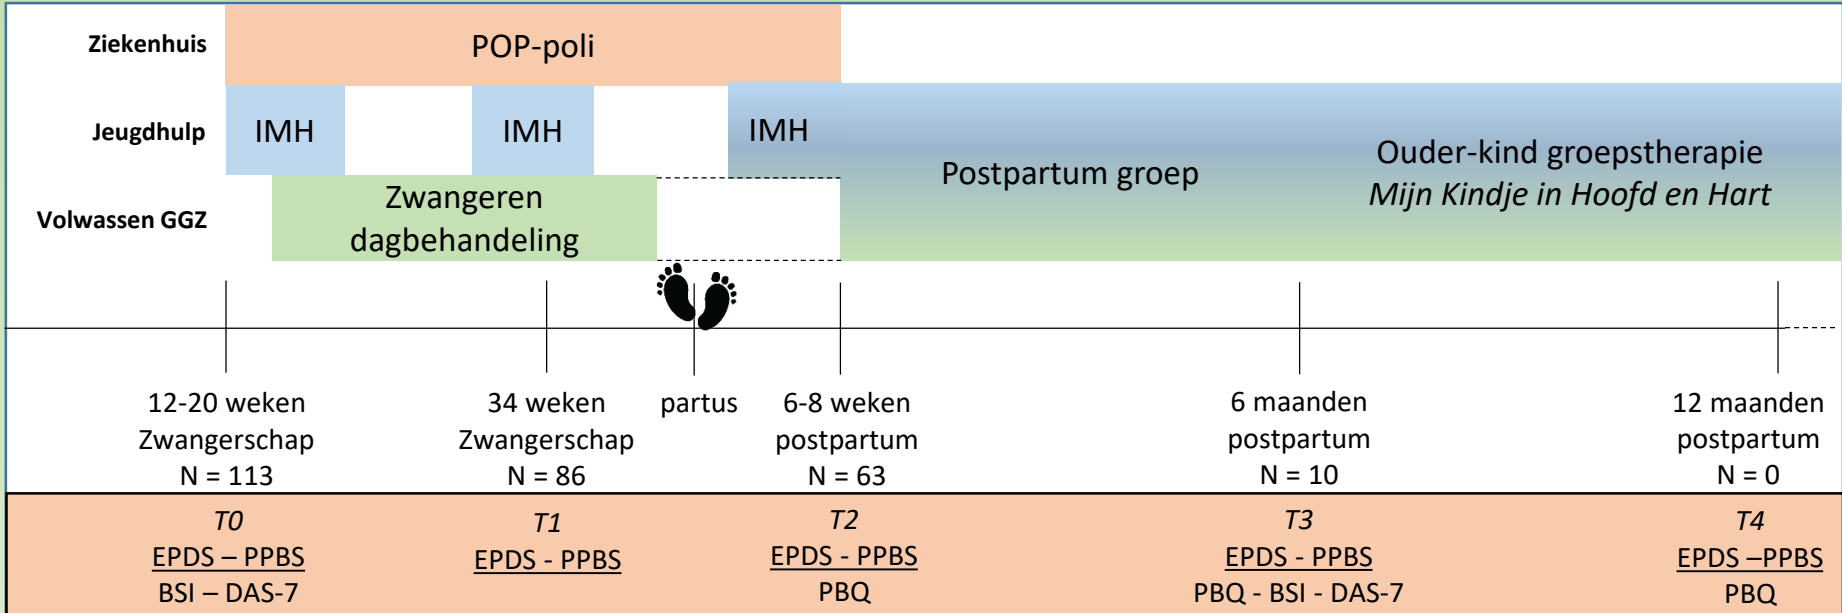 Ziekenhuis
POP-poli
Jeugdhulp
IMH
IMH
IMH
Volwassen GGZ
Zwangeren
dagbehandeling
Postpartum groep
Ouder-kind groepstherapie
Mijn Kindje in Hoofd en Hart
12-20 weken
Zwangerschap
N = 113
34 weken
Zwangerschap
N = 86
partus
6-8 weken
postpartum
N = 63
6 maanden
postpartum
N = 10
12 maanden
postpartum
N = 0
T0
EPDS – PPBS
BSI – DAS-7
T1
EPDS - PPBS
T2
EPDS - PPBS
PBQ
T3
EPDS - PPBS
PBQ - BSI - DAS-7
T4
EPDS –PPBS
PBQ